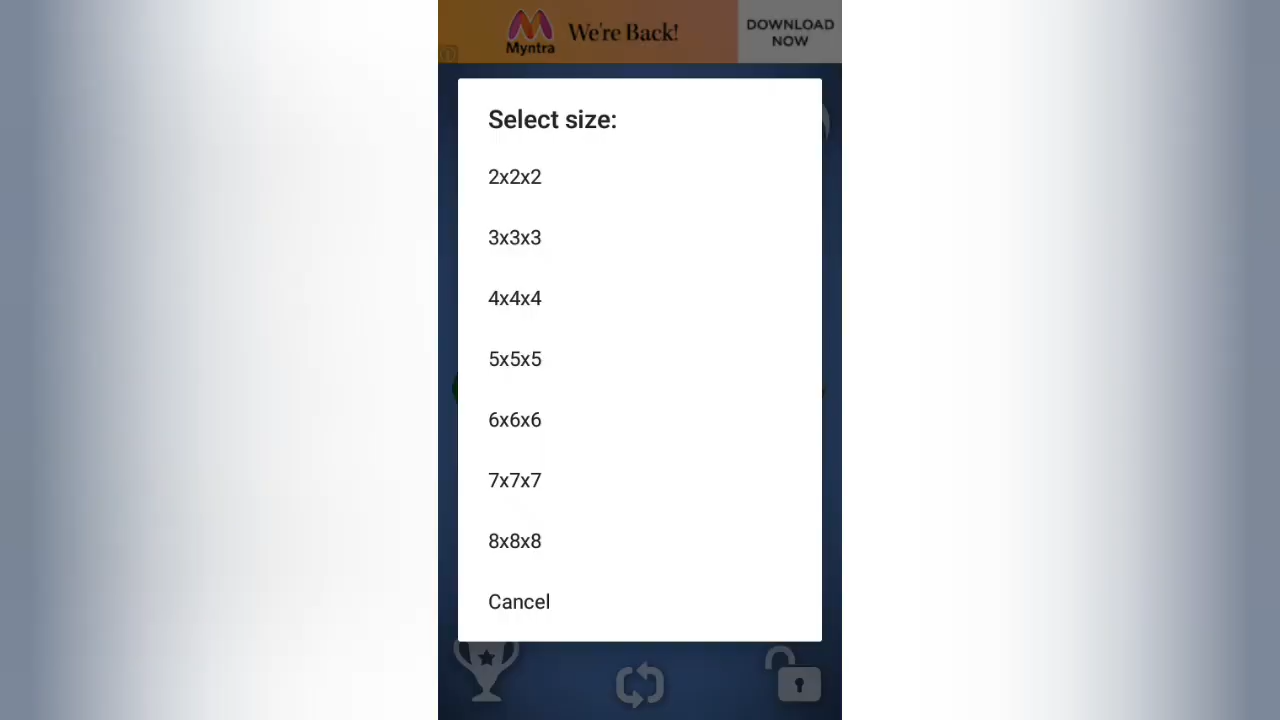 Myntra
We're Back!
DOWNLOAD
NOW
Select size:
2x2x2
3x3x3
4x4x4
5x5x5
6x6x6
7x7x7
8x8x8
Cancel